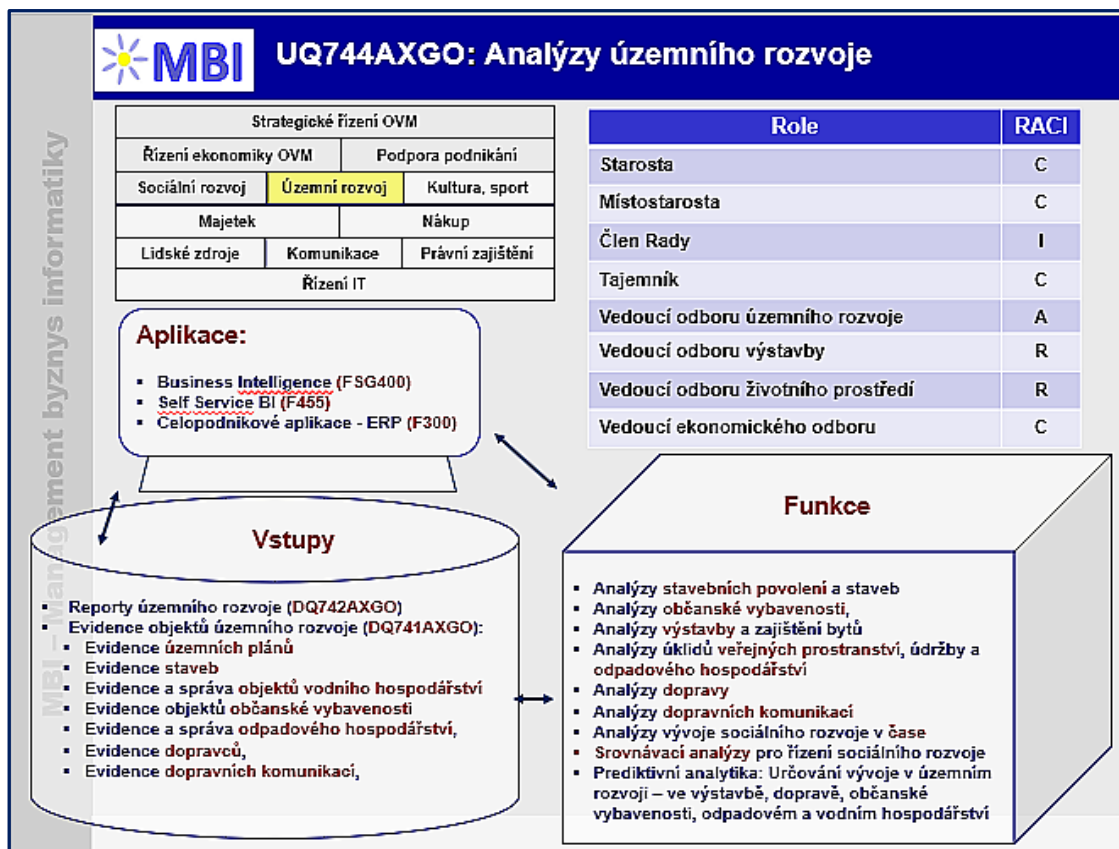 MBI
UQ744AXGO: Analýzy územního rozvoje
MBI – Management byznys informatiky
Strategické řízení OVM
Řízení ekonomiky OVM Podpora podnikání
Sociální rozvoj Územní rozvoj Kultura, sport
Majetek Nákup
Lidské zdroje Komunikace Právní zajištění
Řízení IT
Role RACI
Starosta C
Místostarosta C
Člen Rady I
Tajemník C
Vedoucí odboru územního rozvoje A
Vedoucí odboru výstavby R
Vedoucí odboru životního prostředí R
Vedoucí ekonomického odboru C
Aplikace:
▪ Business Intelligence (FSG400)
▪ Self Service BI (F455)
▪ Celopodnikové aplikace - ERP (F300)
Vstupy
▪ Reporty územního rozvoje (DQ742AXGO)
▪ Evidence objektů územního rozvoje (DQ741AXGO):
▪ Evidence územních plánů
▪ Evidence staveb
▪ Evidence a správa objektů vodního hospodářství
▪ Evidence objektů občanské vybavenosti
▪ Evidence a správa odpadového hospodářství,
▪ Evidence dopravců,
▪ Evidence dopravních komunikací,
Funkce
▪ Analýzy stavebních povolení a staveb
▪ Analýzy občanské vybavenosti,
▪ Analýzy výstavby a zajištění bytů
▪ Analýzy úklidů veřejných prostranství, údržby a
odpadového hospodářství
▪ Analýzy dopravy
▪ Analýzy dopravních komunikací
▪ Analýzy vývoje sociálního rozvoje v čase
▪ Srovnávací analýzy pro řízení sociálního rozvoje
▪ Prediktivní analytika: Určování vývoje v územním
rozvoji – ve výstavbě, dopravě, občanské
vybavenosti, odpadovém a vodním hospodářství